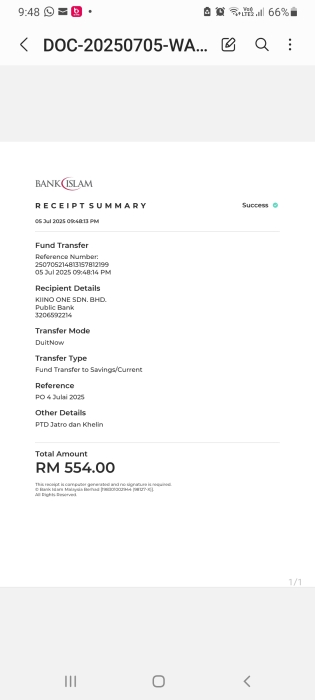 9:48
66%
DOC-20250705-WA...
BANK ISLAM
RECEIPT SUMMARY
Success
05 Jul 2025 09:48:13 PM
Fund Transfer
Reference Number:
250705214813157812199
05 Jul 2025 09:48:14 PM
Recipient Details
KIINO ONE SDN. BHD.
Public Bank
3206592214
Transfer Mode
DuitNow
Transfer Type
Fund Transfer to Savings/Current
Reference
PO 4 Julai 2025
Other Details
PTD Jatro dan Khelin
Total Amount
RM 554.00
This receipt is computer generated and no signature is required.
© Bank Islam Malaysia Berhad [198301002944 (98127-X)].
All Rights Reserved.
1/1